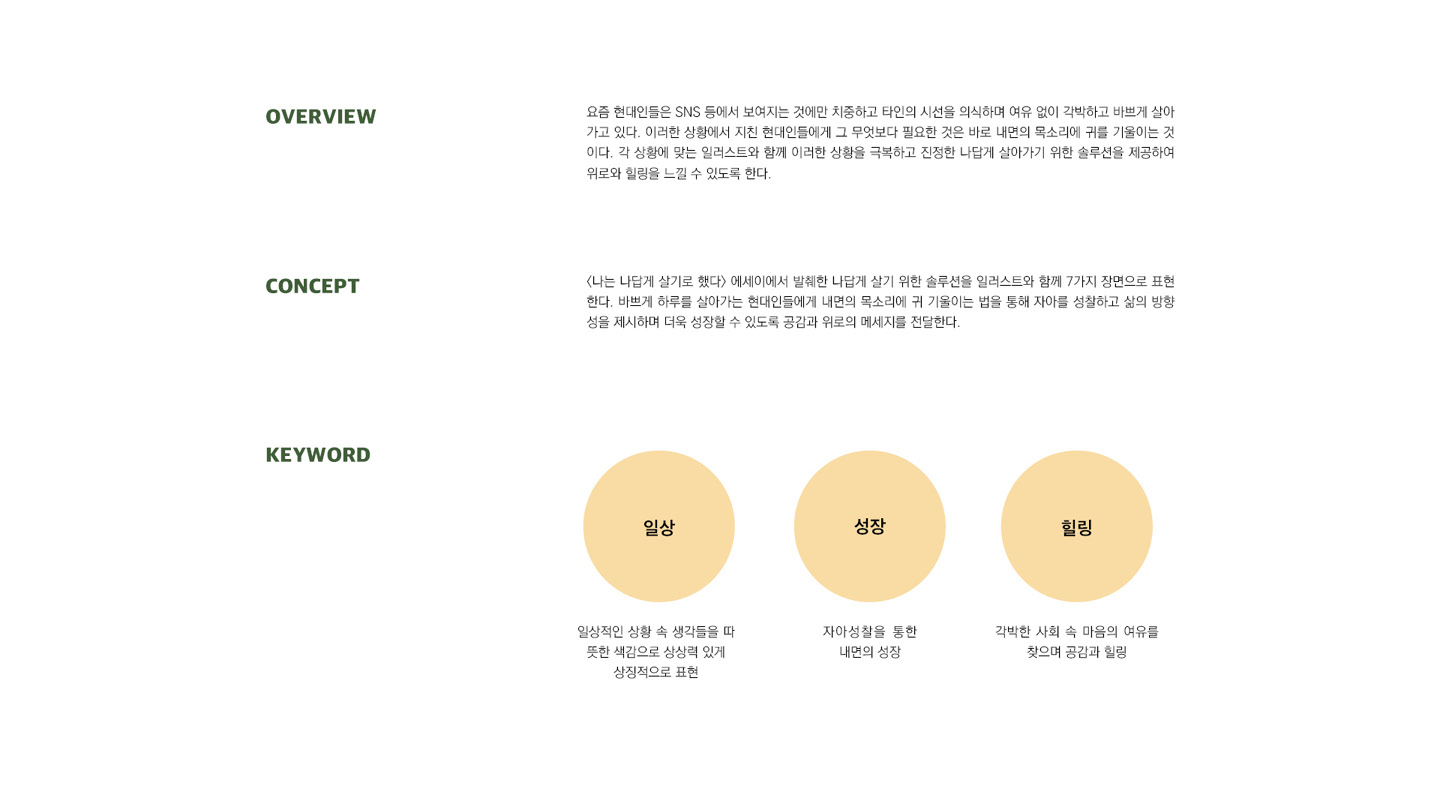 OVERVIEW
요즘 현대인들은 SNS 등에서 보여지는 것에만 치중하고 타인의 시선을 의식하며 여유 없이 각박하고 바쁘게 살아
가고 있다. 이러한 상황에서 지친 현대인들에게 그 무엇보다 필요한 것은 바로 내면의 목소리에 귀를 기울이는 것
이다. 각 상황에 맞는 일러스트와 함께 이러한 상황을 극복하고 진정한 나답게 살아가기 위한 솔루션을 제공하여
위로와 힐링을 느낄 수 있도록 한다.
CONCEPT
〈나는 나답게 살기로 했다〉 에세이에서 발췌한 나답게 살기 위한 솔루션을 일러스트와 함께 7가지 장면으로 표현
한다. 바쁘게 하루를 살아가는 현대인들에게 내면의 목소리에 귀 기울이는 법을 통해 자아를 성찰하고 삶의 방향
성을 제시하며 더욱 성장할 수 있도록 공감과 위로의 메세지를 전달한다.
KEYWORD
일상
일상적인 상황 속 생각들을 따
뜻한 색감으로 상상력 있게
상징적으로 표현
성장
자아성찰을 통한
내면의 성장
힐링
각박한 사회 속 마음의 여유를
찾으며 공감과 힐링